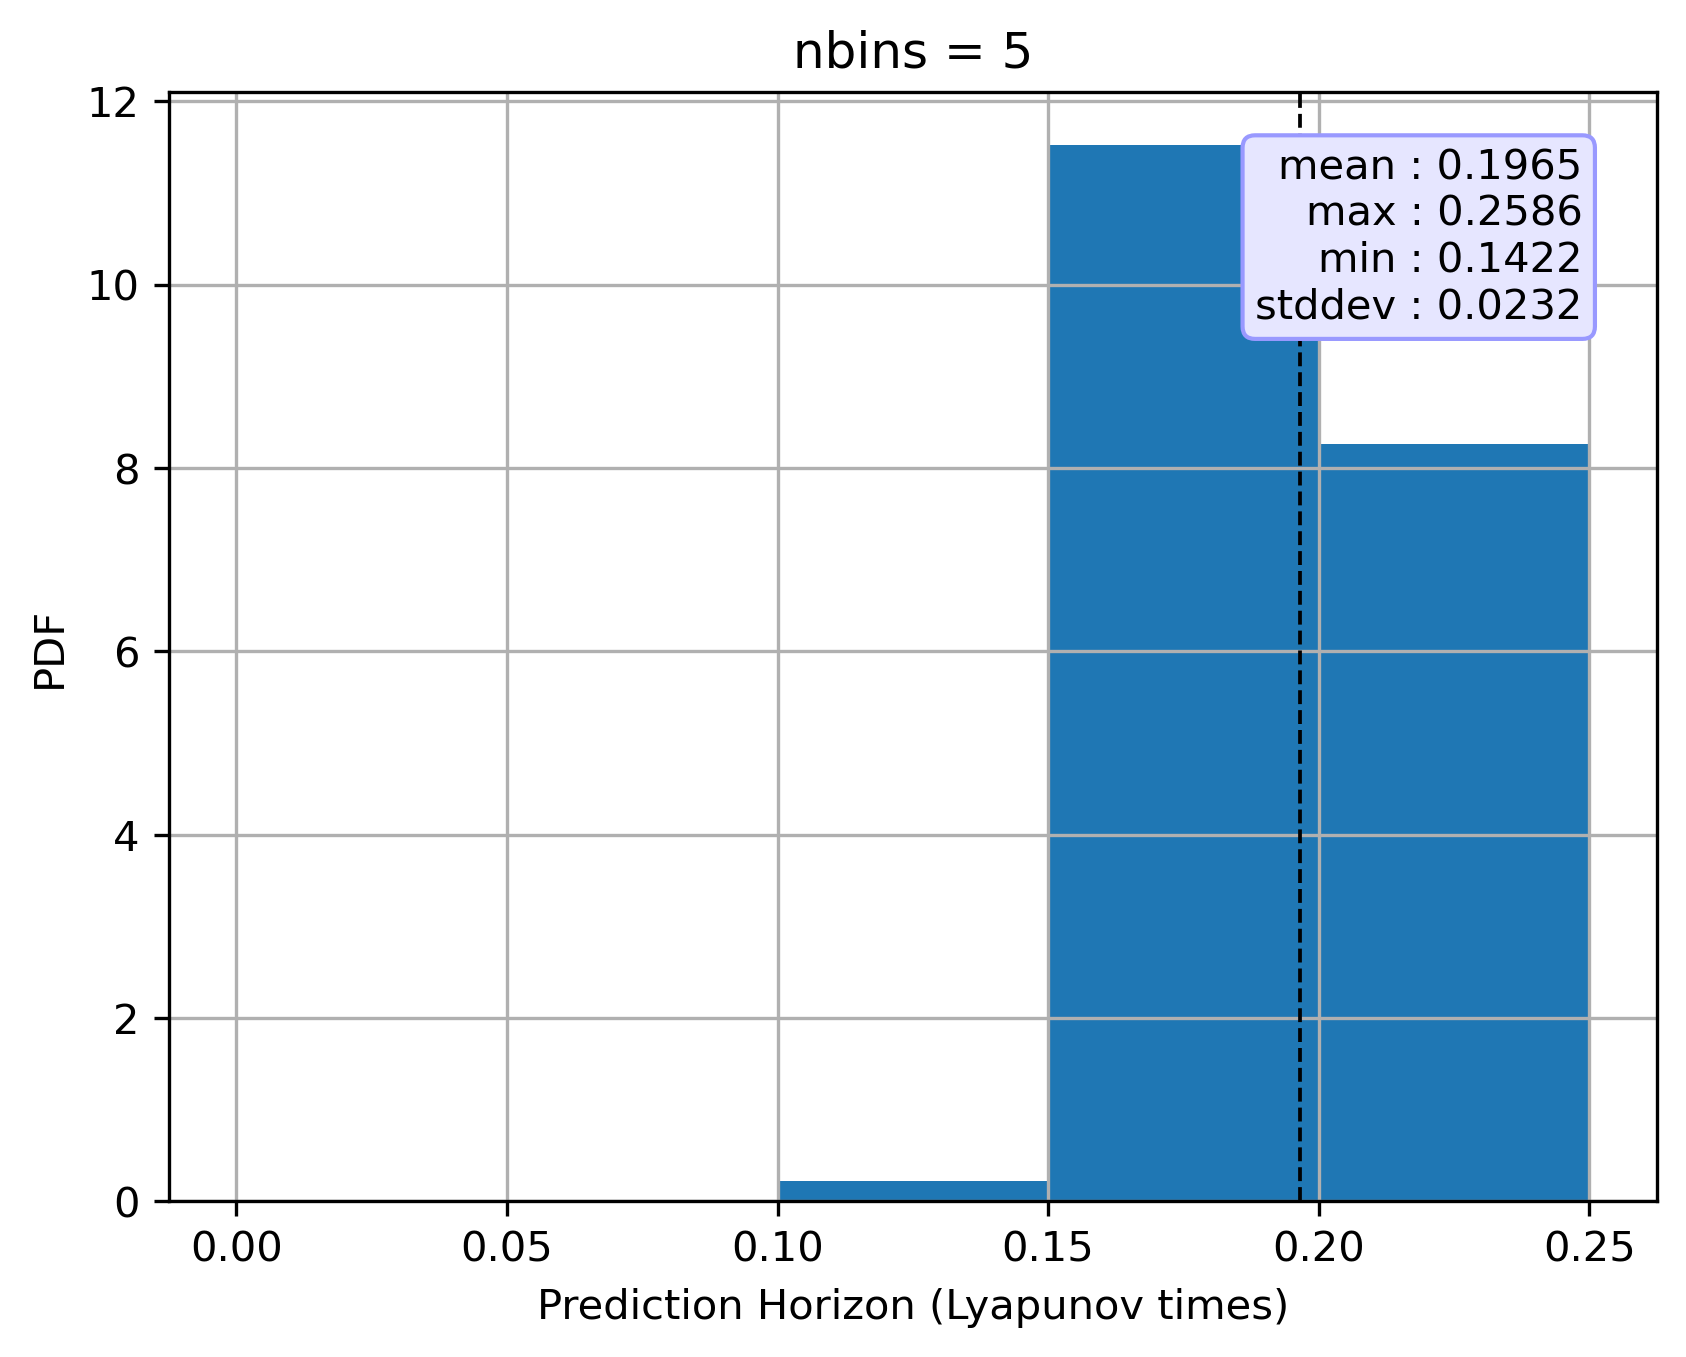 nbins = 5
12
10
8
6
4
2
0
PDF
mean : 0.1965
max : 0.2586
min : 0.1422
stddev : 0.0232
0.00 0.05 0.10 0.15 0.20 0.25
Prediction Horizon (Lyapunov times)